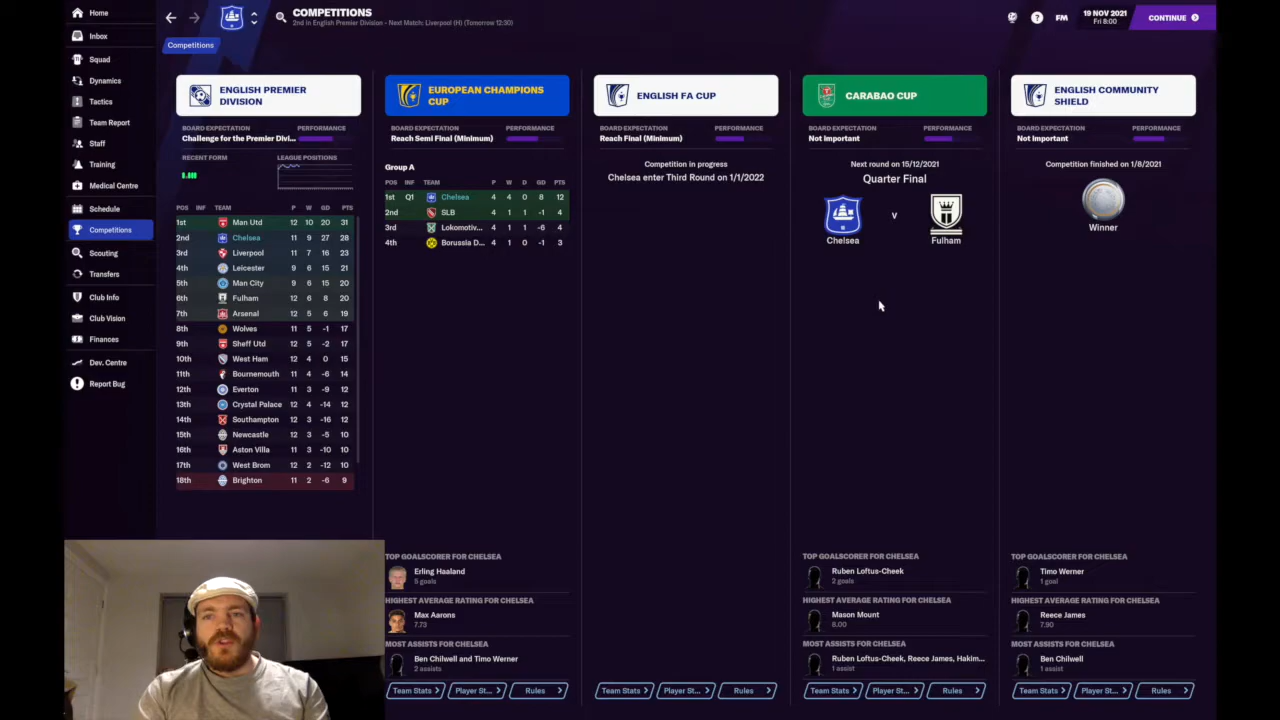 Home
Inbox
Squad
Dynamics
Tactics
Team Report
Staff
Training
Medical Centre
Schedule
Competitions
Scouting
Transfers
Club Info
Club Vision
Finances
Dev. Centre
Report Bug
COMPETITIONS
2nd in English Premier Division - Next Match: Liverpool (H) (Tomorrow 12:30)
? FM 19 NOV 2021 CONTINUE
Fri 8:00
Competitions
ENGLISH PREMIER
DIVISION
BOARD EXPECTATION PERFORMANCE
Challenge for the Premier Divi...
RECENT FORM LEAGUE POSITIONS
POS INF TEAM P W GD PTS
1st Man Utd 12 10 20 31
2nd Chelsea 11 9 27 28
3rd Liverpool 11 7 16 23
4th Leicester 9 6 15 21
5th Man City 9 6 15 20
6th Fulham 12 6 8 20
7th Arsenal 12 5 6 19
8th Wolves 11 5 -1 17
9th Sheff Utd 12 5 -2 17
10th West Ham 12 4 0 15
11th Bournemouth 11 4 -6 14
12th Everton 11 3 -9 12
13th Crystal Palace 12 4 -14 12
14th Southampton 12 3 -16 12
15th Newcastle 12 3 -5 10
16th Aston Villa 11 3 -10 10
17th West Brom 12 2 -12 10
18th Brighton 11 2 -6 9
EUROPEAN CHAMPIONS
CUP
BOARD EXPECTATION PERFORMANCE
Reach Semi Final (Minimum)
Group A
POS INF TEAM P W D GD PTS
1st Q1 Chelsea 4 4 0 8 12
2nd SLB 4 1 1 -1 4
3rd Lokomotiv... 4 1 1 -6 4
4th Borussia D... 4 1 0 -1 3
TOP GOALSCORER FOR CHELSEA
Erling Haaland
5 goals
HIGHEST AVERAGE RATING FOR CHELSEA
Max Aarons
7.73
MOST ASSISTS FOR CHELSEA
Ben Chilwell and Timo Werner
2 assists
Team Stats Player St... Rules
ENGLISH FA CUP
BOARD EXPECTATION PERFORMANCE
Reach Final (Minimum)
Competition in progress
Chelsea enter Third Round on 1/1/2022
Team Stats Player St... Rules
CARABAO CUP
BOARD EXPECTATION PERFORMANCE
Not Important
Next round on 15/12/2021
Quarter Final
v
Chelsea Fulham
TOP GOALSCORER FOR CHELSEA
Ruben Loftus-Cheek
2 goals
HIGHEST AVERAGE RATING FOR CHELSEA
Mason Mount
8.00
MOST ASSISTS FOR CHELSEA
Ruben Loftus-Cheek, Reece James, Hakim...
1 assist
Team Stats Player St... Rules
ENGLISH COMMUNITY
SHIELD
BOARD EXPECTATION PERFORMANCE
Not Important
Competition finished on 1/8/2021
Winner
TOP GOALSCORER FOR CHELSEA
Timo Werner
1 goal
HIGHEST AVERAGE RATING FOR CHELSEA
Reece James
7.90
MOST ASSISTS FOR CHELSEA
Ben Chilwell
1 assist
Team Stats Player St... Rules